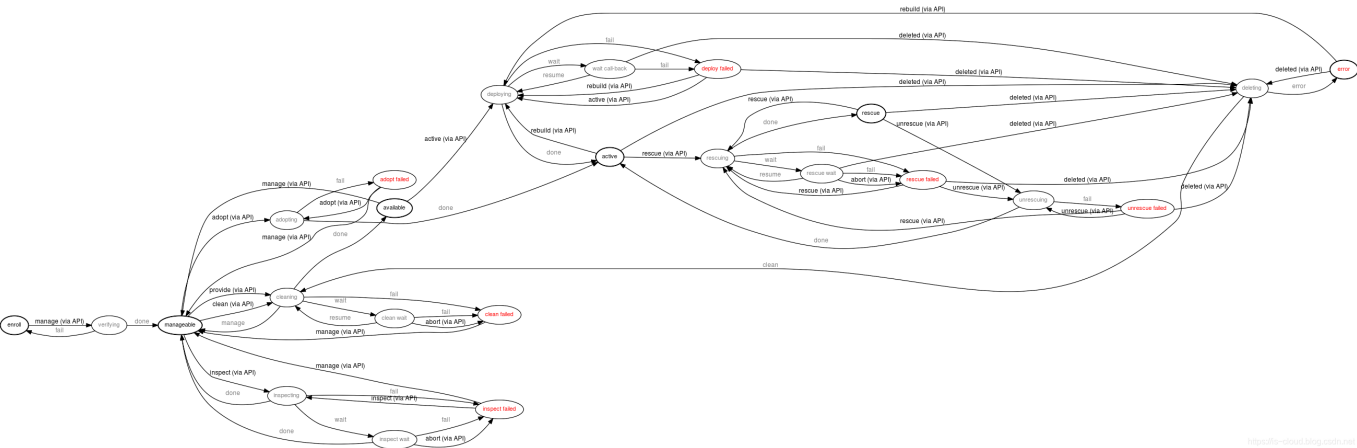 rebuild (via API)
deleted (via API)
fail
wait
wait call-back
fail
deploy failed
resume
deleted (via API)
deleted (via API)
error
rebuild (via API)
deleted (via API)
deleting
error
deploying
active (via API)
rescue (via API)
rescue
done
unrescue (via API)
deleted (via API)
active (via API)
rebuild (via API)
done
active
rescue (via API)
rescuing
fail
wait
resume
rescue wait
fail
abort (via API)
rescue failed
deleted (via API)
adopt failed
fail
manage (via API)
rescue (via API)
unrescue (via API)
deleted (via API)
adopt (via API)
available
done
unrescuing
fail
unrescue (via API)
unrescue failed
adopt (via API)
adopting
rescue (via API)
manage (via API)
done
done
clean
provide (via API)
cleaning
fail
clean (via API)
wait
resume
clean wait
fail
abort (via API)
clean failed
enroll
manage (via API)
fail
verifying
done
manageable
manage
manage (via API)
manage (via API)
inspect (via API)
done
inspecting
fail
inspect (via API)
inspect failed
wait
fail
done
inspect wait
abort (via API)